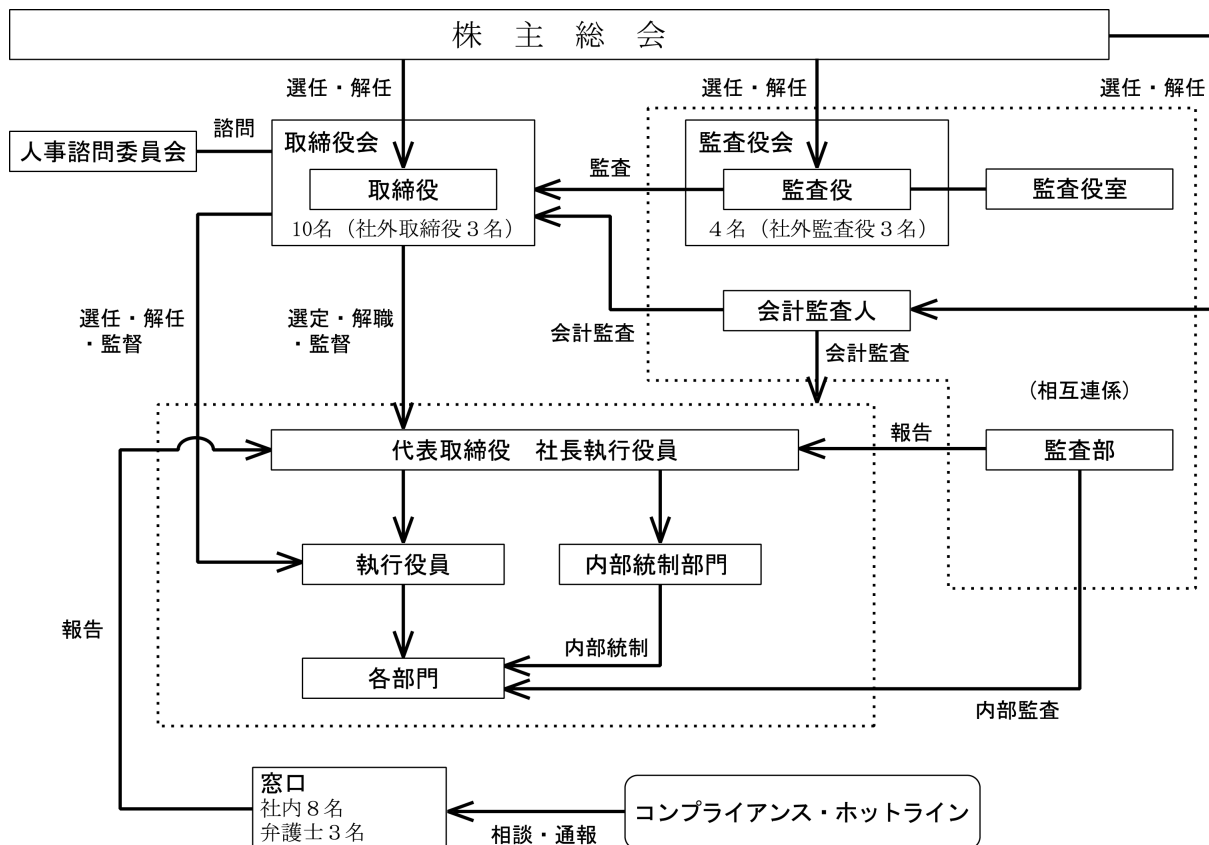 株主総会
選任・解任
選任・解任
選任・解任
諮問
人事諮問委員会
取締役会
取締役
10名（社外取締役３名）
監査
監査役会
監査役
４名（社外監査役３名）
監査役室
選任・解任
・監督
選定・解職
・監督
会計監査
会計監査人
会計監査
（相互連係）
代表取締役　社長執行役員
報告
監査部
執行役員
内部統制部門
報告
内部統制
各部門
内部監査
窓口
社内８名
弁護士３名
相談・通報
コンプライアンス・ホットライン